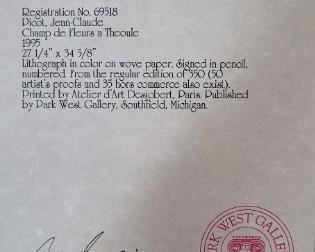 Registration No. 69518
Picot, Jean-Claude
Champ de Fleurs a Theoule
1995
27 1/4" x 34 5/8"
Lithograph in color on wove paper. Signed in pencil,
numbered. From the regular edition of 550 (50
artist's proofs and 35 hors commerce also exist).
Printed by Atelier d'Art Desjobert, Paris. Published
by Park West Gallery, Southfield, Michigan.
PARK WEST GALLE